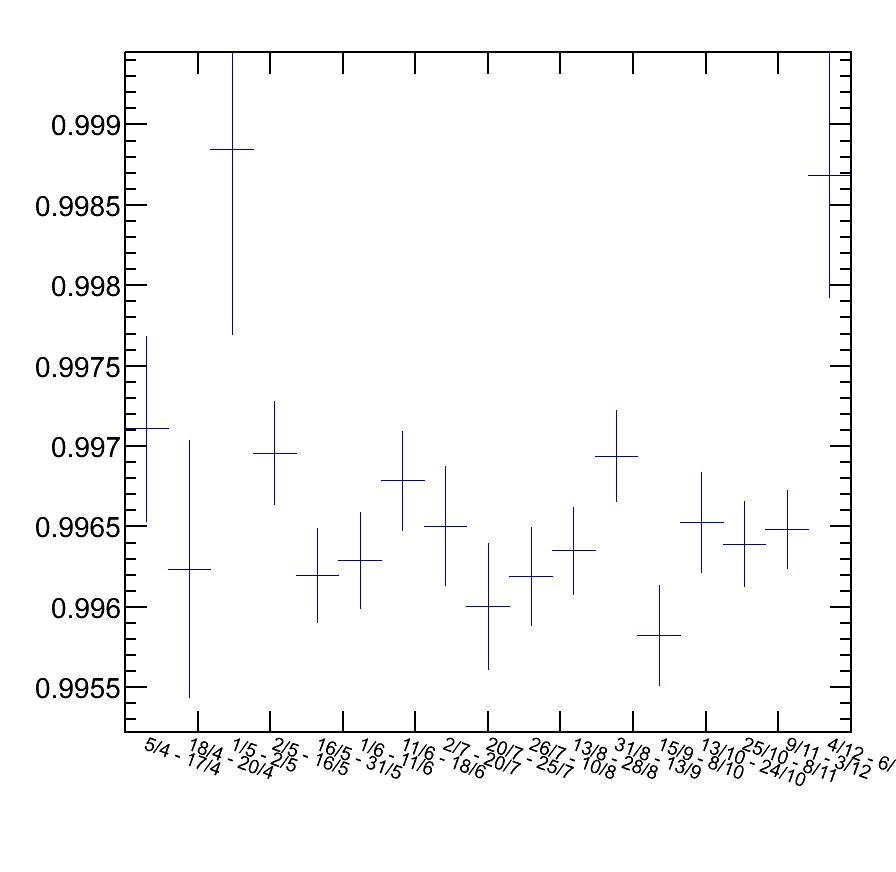 0.999
0.9985
0.998
0.9975
0.997
0.9965
0.996
0.9955
5/4 - 17/4
18/4 - 20/4
1/5 - 2/5
2/5 - 16/5
16/5 - 31/5
1/6 - 11/6
11/6 - 18/6
2/7 - 20/7
20/7 - 25/7
26/7 - 10/8
13/8 - 28/8
31/8 - 13/9
15/9 - 8/10
13/10 - 24/10
25/10 - 8/11
9/11 - 3/12
4/12 - 6/